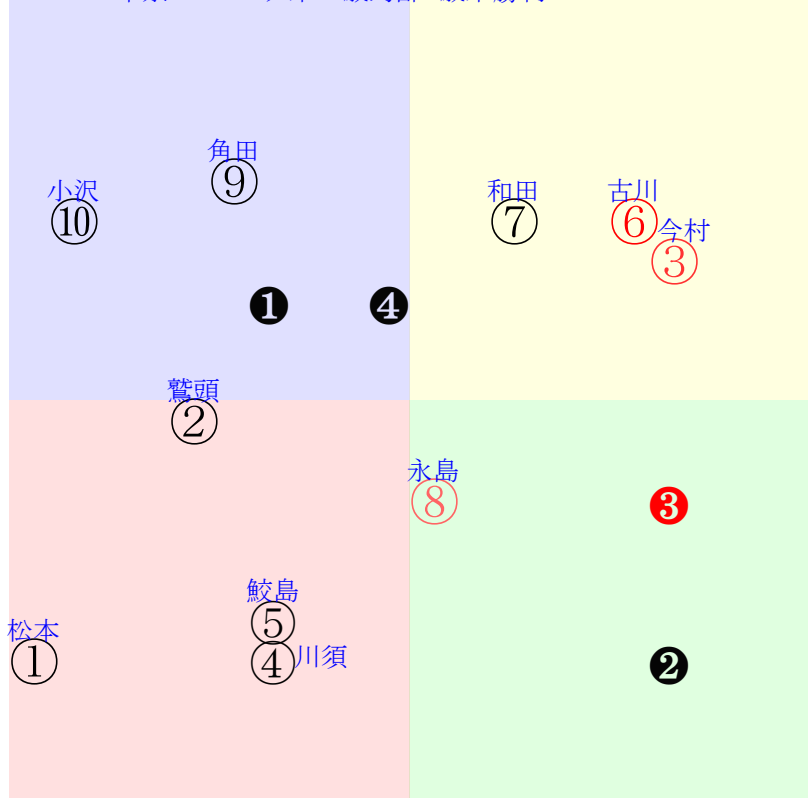 角田
⑨
小沢
⑩
和田
⑦
古川
⑥
今村
③
❶
❹
鷲頭
②
永島
⑧
❸
鮫島
⑤
松本
①
④
川須
❷